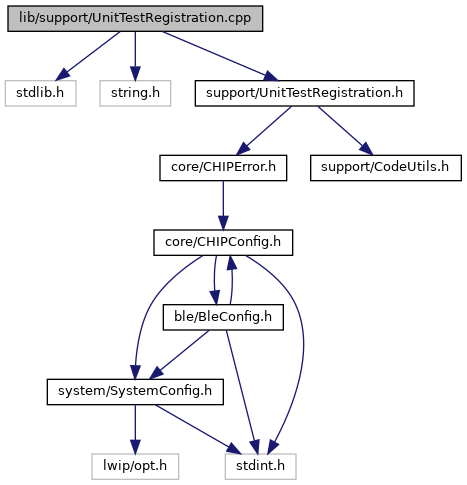 lib/support/UnitTestRegistration.cpp
stdlib.h
string.h
support/UnitTestRegistration.h
core/CHIPError.h
support/CodeUtils.h
core/CHIPConfig.h
ble/BleConfig.h
system/SystemConfig.h
lwip/opt.h
stdint.h